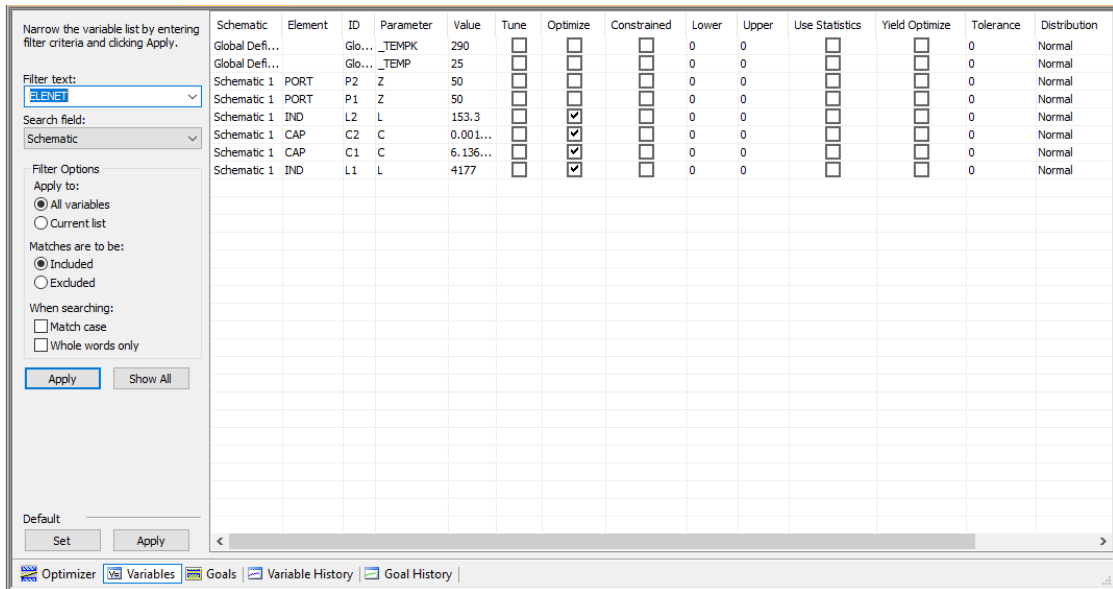 Narrow the variable list by entering
filter criteria and clicking Apply.
Filter text:
ELENET
Search field:
Schematic
Filter Options
Apply to:
All variables
Current list
Matches are to be:
Included
Excluded
When searching:
Match case
Whole words only
Apply Show All
Default
Set Apply
Schematic Element ID Parameter Value Tune Optimize Constrained Lower Upper Use Statistics Yield Optimize Tolerance Distribution
Global Defi... Glo... _TEMPK 290 0 0 0 Normal
Global Defi... Glo... _TEMP 25 0 0 0 Normal
Schematic 1 PORT P2 Z 50 0 0 0 Normal
Schematic 1 PORT P1 Z 50 0 0 0 Normal
Schematic 1 IND L2 L 153.3 0 0 0 Normal
Schematic 1 CAP C2 C 0.001... 0 0 0 Normal
Schematic 1 CAP C1 C 6.136... 0 0 0 Normal
Schematic 1 IND L1 L 4177 0 0 0 Normal
Optimizer Variables Goals Variable History Goal History